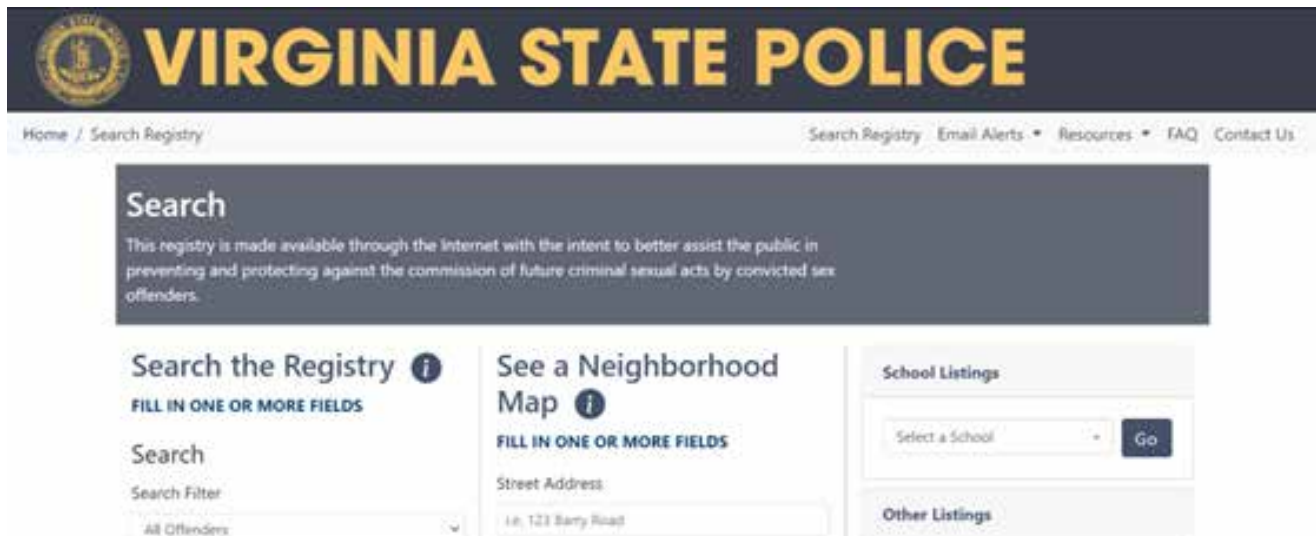 VIRGINIA STATE POLICE
Home / Search Registry
Search Registry Email Alerts Resources FAQ Contact Us
Search
This registry is made available through the Internet with the intent to better assist the public in
preventing and protecting against the commission of future criminal sexual acts by convicted sex
offenders.
Search the Registry
FILL IN ONE OR MORE FIELDS
Search
Search Filter
All Offenders
See a Neighborhood
Map
FILL IN ONE OR MORE FIELDS
Street Address
i.e. 123 Barry Road
School Listings
Select a School
Go
Other Listings